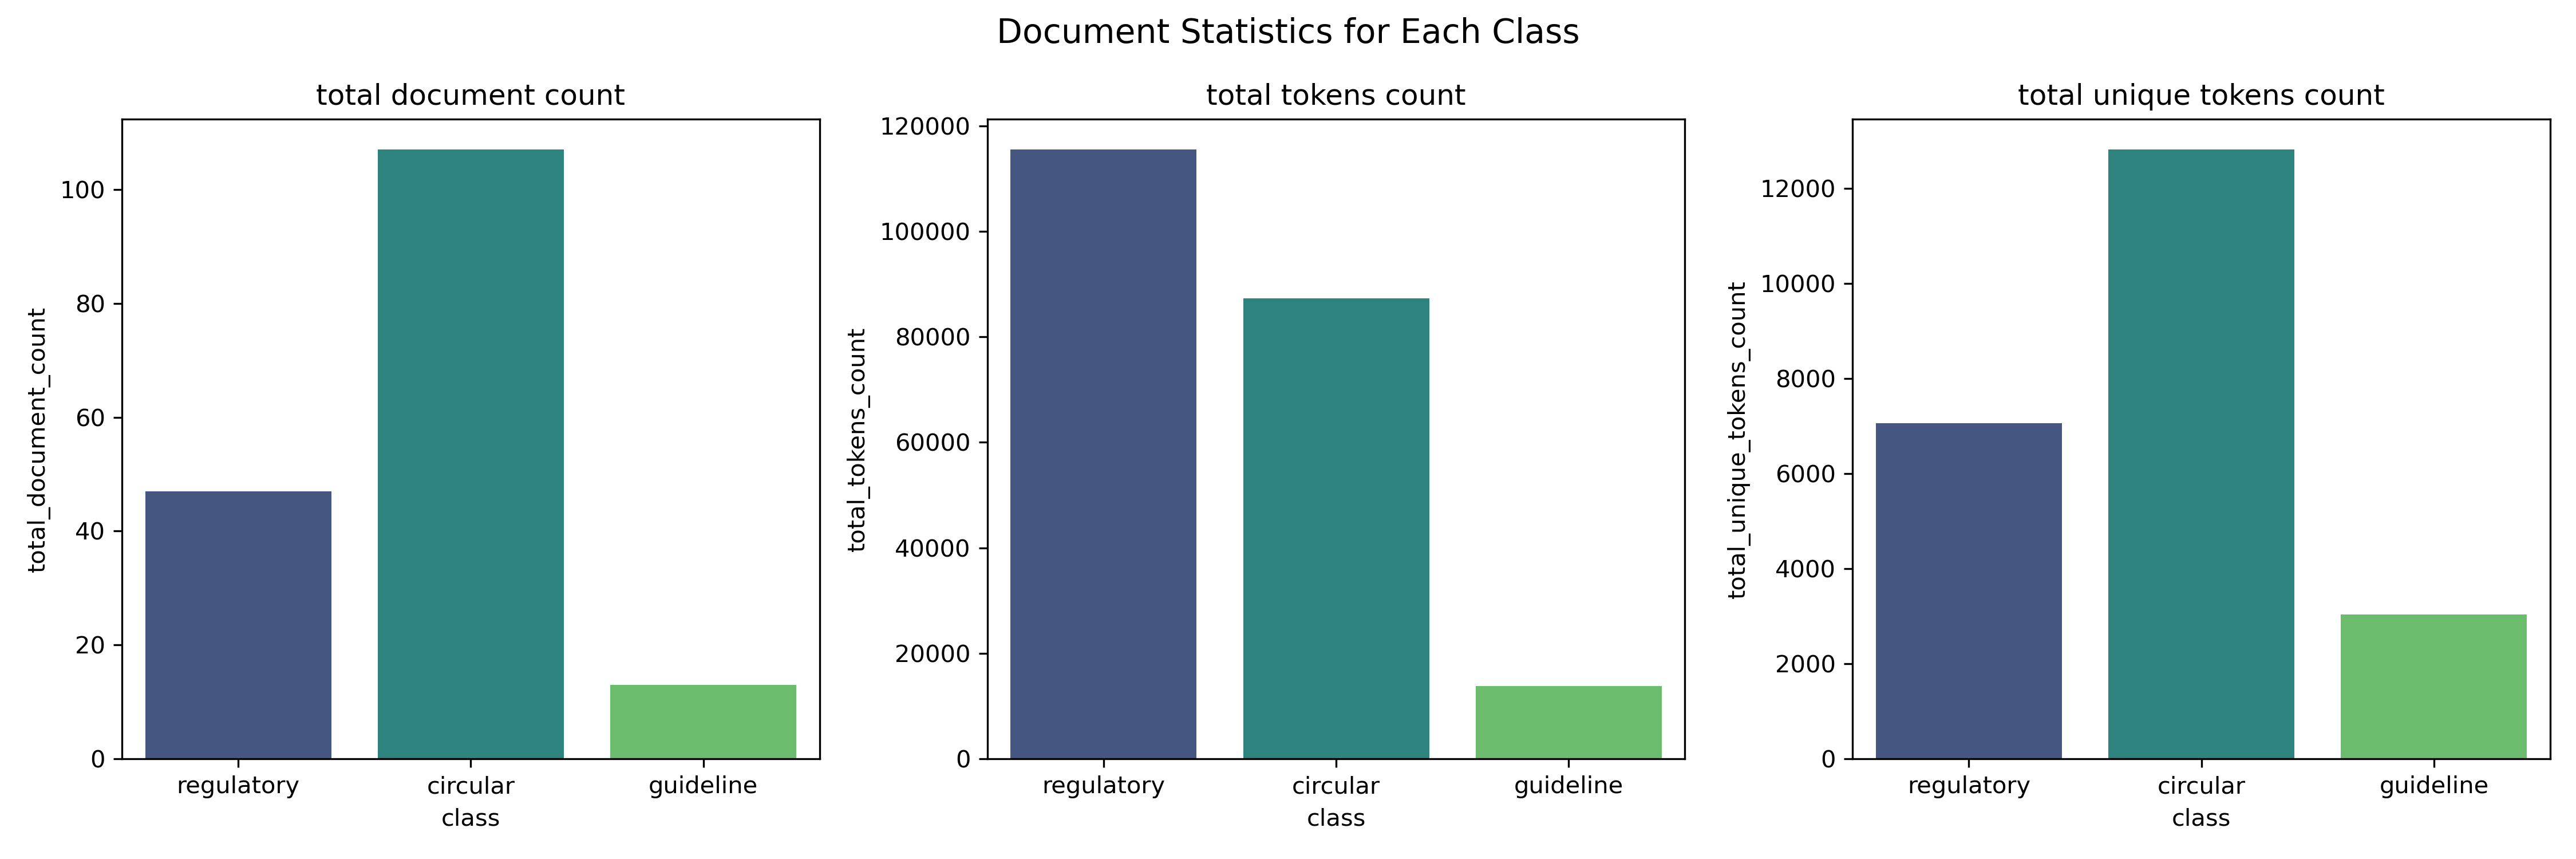 Document Statistics for Each Class
total document count
total_document_count
100
80
60
40
20
0
regulatory circular guideline
class
total tokens count
total_tokens_count
120000
100000
80000
60000
40000
20000
0
regulatory circular guideline
class
total unique tokens count
total_unique_tokens_count
12000
10000
8000
6000
4000
2000
0
regulatory circular guideline
class